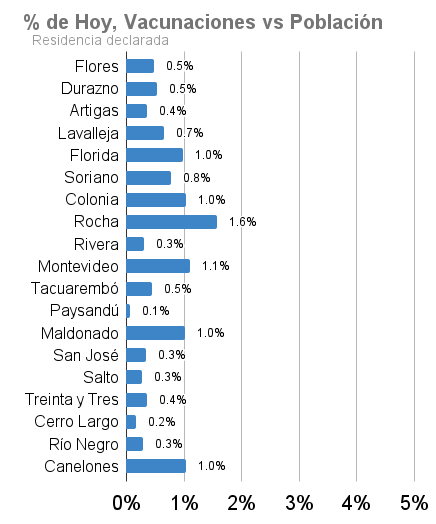 % de Hoy, Vacunaciones vs Población
Residencia declarada
Flores 0.5%
Durazno 0.5%
Artigas 0.4%
Lavalleja 0.7%
Florida 1.0%
Soriano 0.8%
Colonia 1.0%
Rocha 1.6%
Rivera 0.3%
Montevideo 1.1%
Tacuarembó 0.5%
Paysandú 0.1%
Maldonado 1.0%
San José 0.3%
Salto 0.3%
Treinta y Tres 0.4%
Cerro Largo 0.2%
Río Negro 0.3%
Canelones 1.0%
0% 1% 2% 3% 4% 5%